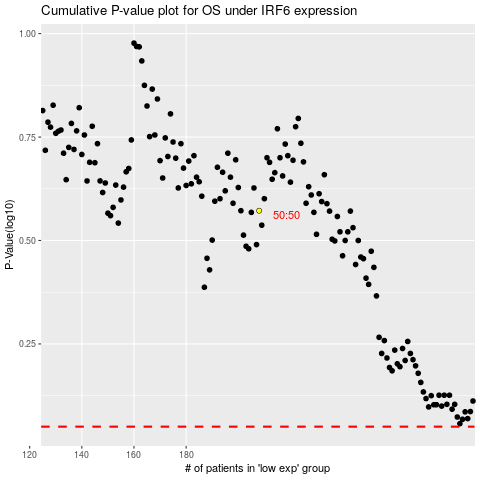 Cumulative P-value plot for OS under IRF6 expression
1.00
0.75
0.50
0.25
P-Value(log10)
50:50
120 140 160 180
# of patients in 'low exp' group